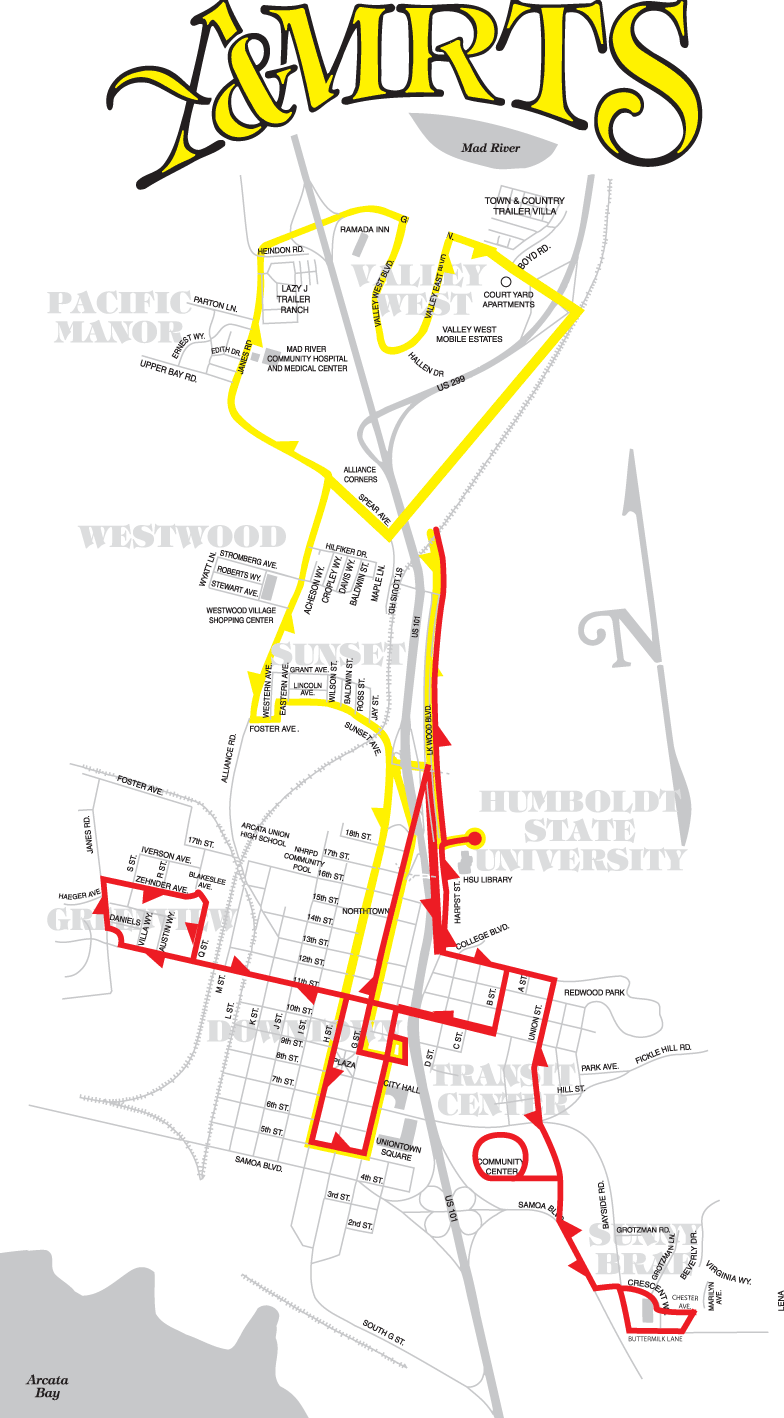 A&MRTS
Mad River
TOWN & COUNTRY
TRAILER VILLA
G
RAMADA INN
N.
HEINDON RD.
BOYD RD.
VALLEY
WEST
VALLEY WEST BLVD.
VALLEY EAST BLVD
COURT YARD
APARTMENTS
LAZY J
TRAILER
RANCH
PACIFIC
MANOR
PARTON LN.
ERNEST WY.
EDITH DR.
UPPER BAY RD.
JANES RD
MAD RIVER
COMMUNITY HOSPITAL
AND MEDICAL CENTER
VALLEY WEST
MOBILE ESTATES
HALLEN DR
US 299
ALLIANCE
CORNERS
SPEAR AVE.
WESTWOOD
HILFIKER DR.
WYATT LN.
STROMBERG AVE.
ROBERTS WY.
STEWART AVE.
ACHESON WY.
CROPLEY WY.
DAVIS WY.
BALDWIN ST.
MAPLE LN.
ST. LOUIS RD.
US 101
WESTWOOD VILLAGE
SHOPPING CENTER
N
SUNSET
WESTERN AVE.
EASTERN AVE.
GRANT AVE.
LINCOLN
AVE.
WILSON ST.
BALDWIN ST.
ROSS ST.
JAY ST.
FOSTER AVE.
SUNSET AVE.
LK WOOD BLVD.
ALLIANCE RD.
FOSTER AVE.
HUMBOLDT
STATE
UNIVERSITY
JANES RD.
ARCATA UNION
HIGH SCHOOL
NHRPD
COMMUNITY
POOL
18th ST.
17th ST.
17th ST.
16th ST.
S ST.
R ST.
IVERSON AVE.
ZEHNDER AVE.
BLAKESLEE
AVE.
HSU LIBRARY
HARPST ST.
HAEGER AVE
GREENVIEW
DANIELS
VILLA WY.
AUSTIN WY.
Q ST.
15th ST.
NORTHTOWN
14th ST.
13th ST.
12th ST.
11th ST.
COLLEGE BLVD.
M ST.
L ST.
K ST.
J ST.
I ST.
H ST.
G ST.
10th ST.
9th ST.
8th ST.
7th ST.
6th ST.
5th ST.
DOWNTOWN
PLAZA
CITY HALL
D ST.
C ST.
B ST.
A ST.
UNION ST.
REDWOOD PARK
TRANSIT
CENTER
FICKLE HILL RD.
PARK AVE.
HILL ST.
UNIONTOWN
SQUARE
COMMUNITY
CENTER
SAMOA BLVD.
4th ST.
3rd ST.
2nd ST.
US 101
SAMOA BLVD
BAYSIDE RD.
SUNNY
BRAE
GROTZMAN RD.
GROTZMAN LN.
BEVERLY DR.
VIRGINIA WY.
CRESCENT W
CHESTER
AVE.
MARILYN
AVE.
LENA
BUTTERMILK LANE
SOUTH G ST.
Arcata
Bay